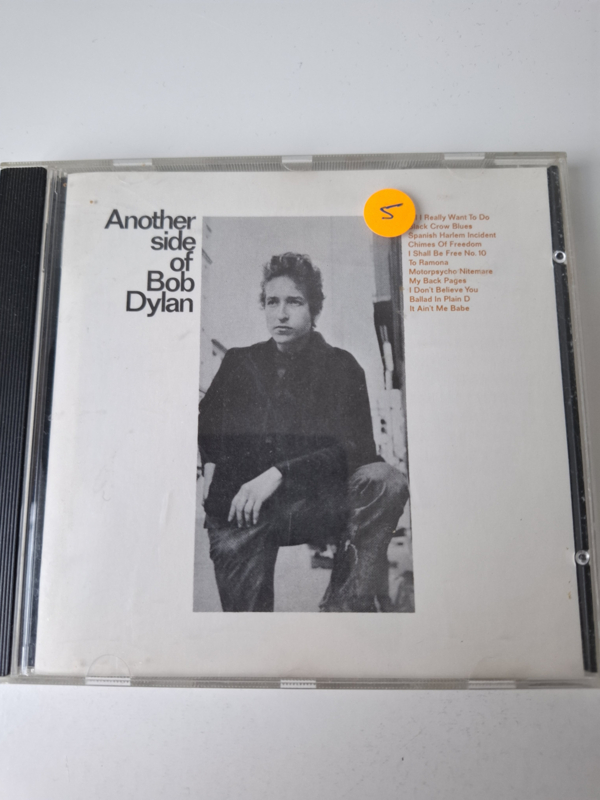 Another
side
of
Bob
Dylan
5
I Really Want To Do
Black Crow Blues
Spanish Harlem Incident
Chimes Of Freedom
I Shall Be Free No. 10
To Ramona
Motorpsycho Nitemare
My Back Pages
I Don't Believe You
Ballad In Plain D
It Ain't Me Babe